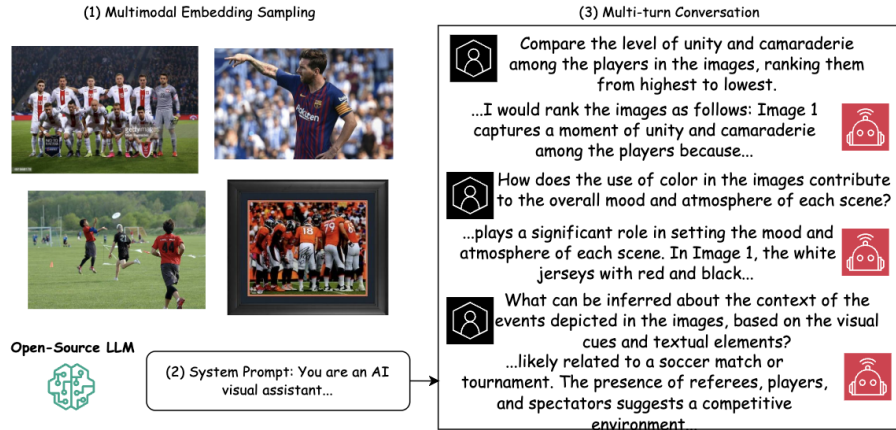 (1) Multimodal Embedding Sampling
(3) Multi-turn Conversation
gettyimages
Rakuten
18
79
8
Compare the level of unity and camaraderie
among the players in the images, ranking them
from highest to lowest.
...I would rank the images as follows: Image 1
captures a moment of unity and camaraderie
among the players because...
How does the use of color in the images contribute
to the overall mood and atmosphere of each scene?
...plays a significant role in setting the mood and
atmosphere of each scene. In Image 1, the white
jerseys with red and black...
What can be inferred about the context of the
events depicted in the images, based on the visual
cues and textual elements?
...likely related to a soccer match or
tournament. The presence of referees, players,
and spectators suggests a competitive
environment...
Open-Source LLM
(2) System Prompt: You are an AI
visual assistant...